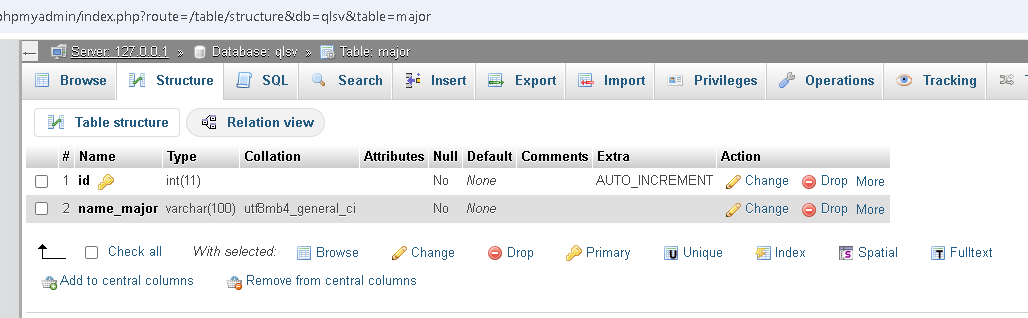 phpmyadmin/index.php?route=/table/structure&db=qlsv&table=major
Server: 127.0.0.1 » Database: qlsv » Table: major
Browse Structure SQL Search Insert Export Import Privileges Operations Tracking
Table structure Relation view
# Name Type Collation Attributes Null Default Comments Extra Action
1 id int(11) No None AUTO_INCREMENT Change Drop More
2 name_major varchar(100) utf8mb4_general_ci No None Change Drop More
Check all With selected: Browse Change Drop Primary Unique Index Spatial Fulltext
Add to central columns Remove from central columns